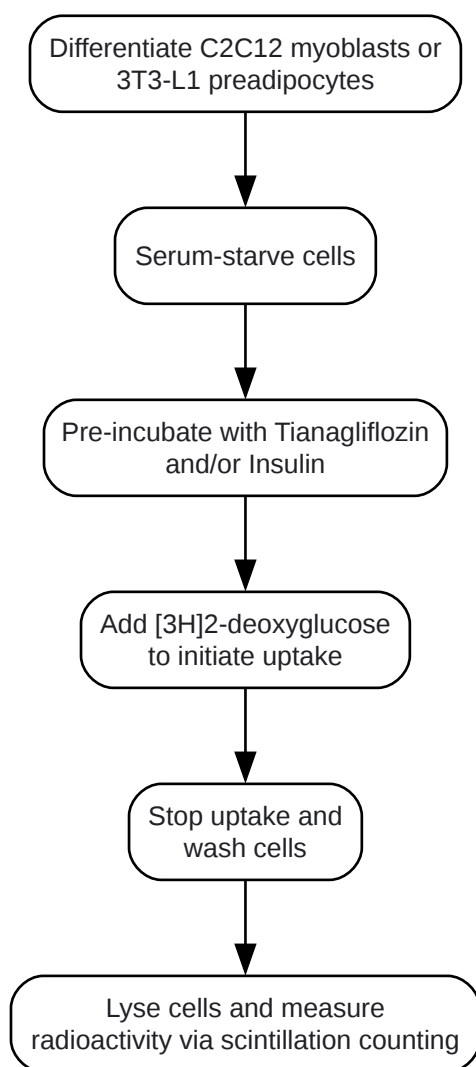 Differentiate C2C12 myoblasts or
3T3-L1 preadipocytes
Serum-starve cells
Pre-incubate with Tianagliflozin
and/or Insulin
Add [3H]2-deoxyglucose
to initiate uptake
Stop uptake and
wash cells
Lyse cells and measure
radioactivity via scintillation counting